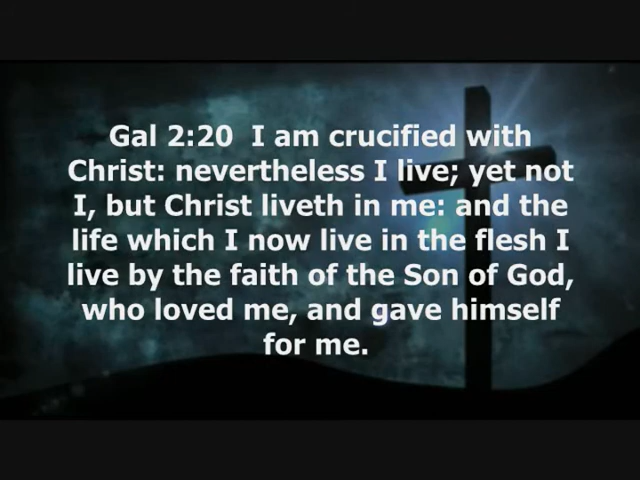 Gal 2:20  I am crucified with
Christ: nevertheless I live; yet not
I, but Christ liveth in me: and the
life which I now live in the flesh I
live by the faith of the Son of God,
who loved me, and gave himself
for me.